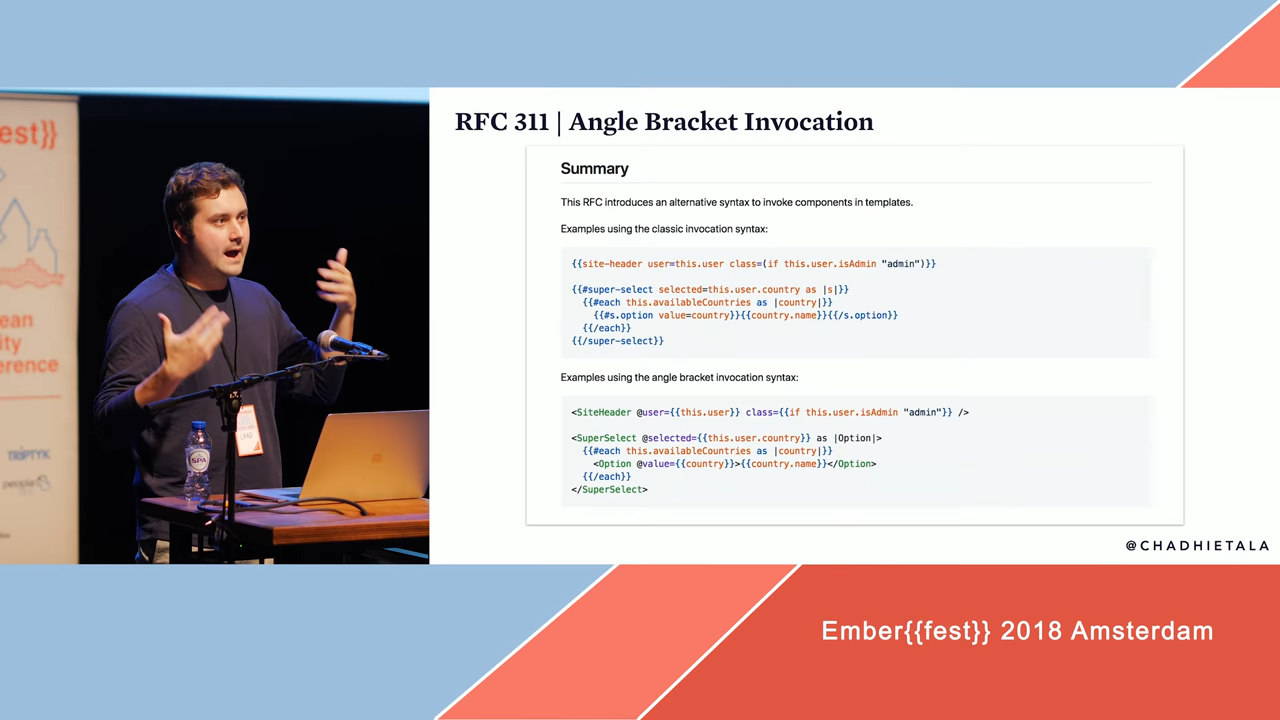 est}}
ean
ity
erence
TRIPTYK
people
SPA
CHAD
RFC 311 | Angle Bracket Invocation
Summary
This RFC introduces an alternative syntax to invoke components in templates.
Examples using the classic invocation syntax:
{{site-header user=this.user class=(if this.user.isAdmin "admin")}}
{{#super-select selected=this.user.country as |s|}}
{{#each this.availableCountries as |country|}}
{{#s.option value=country}}{{country.name}}{{/s.option}}
{{/each}}
{{/super-select}}
Examples using the angle bracket invocation syntax:
<SiteHeader @user={{this.user}} class={{if this.user.isAdmin "admin"}} />
<SuperSelect @selected={{this.user.country}} as |Option|>
{{#each this.availableCountries as |country|}}
<Option @value={{country}}>{{country.name}}</Option>
{{/each}}
</SuperSelect>
@CHADHIETALA
Ember{{fest}} 2018 Amsterdam